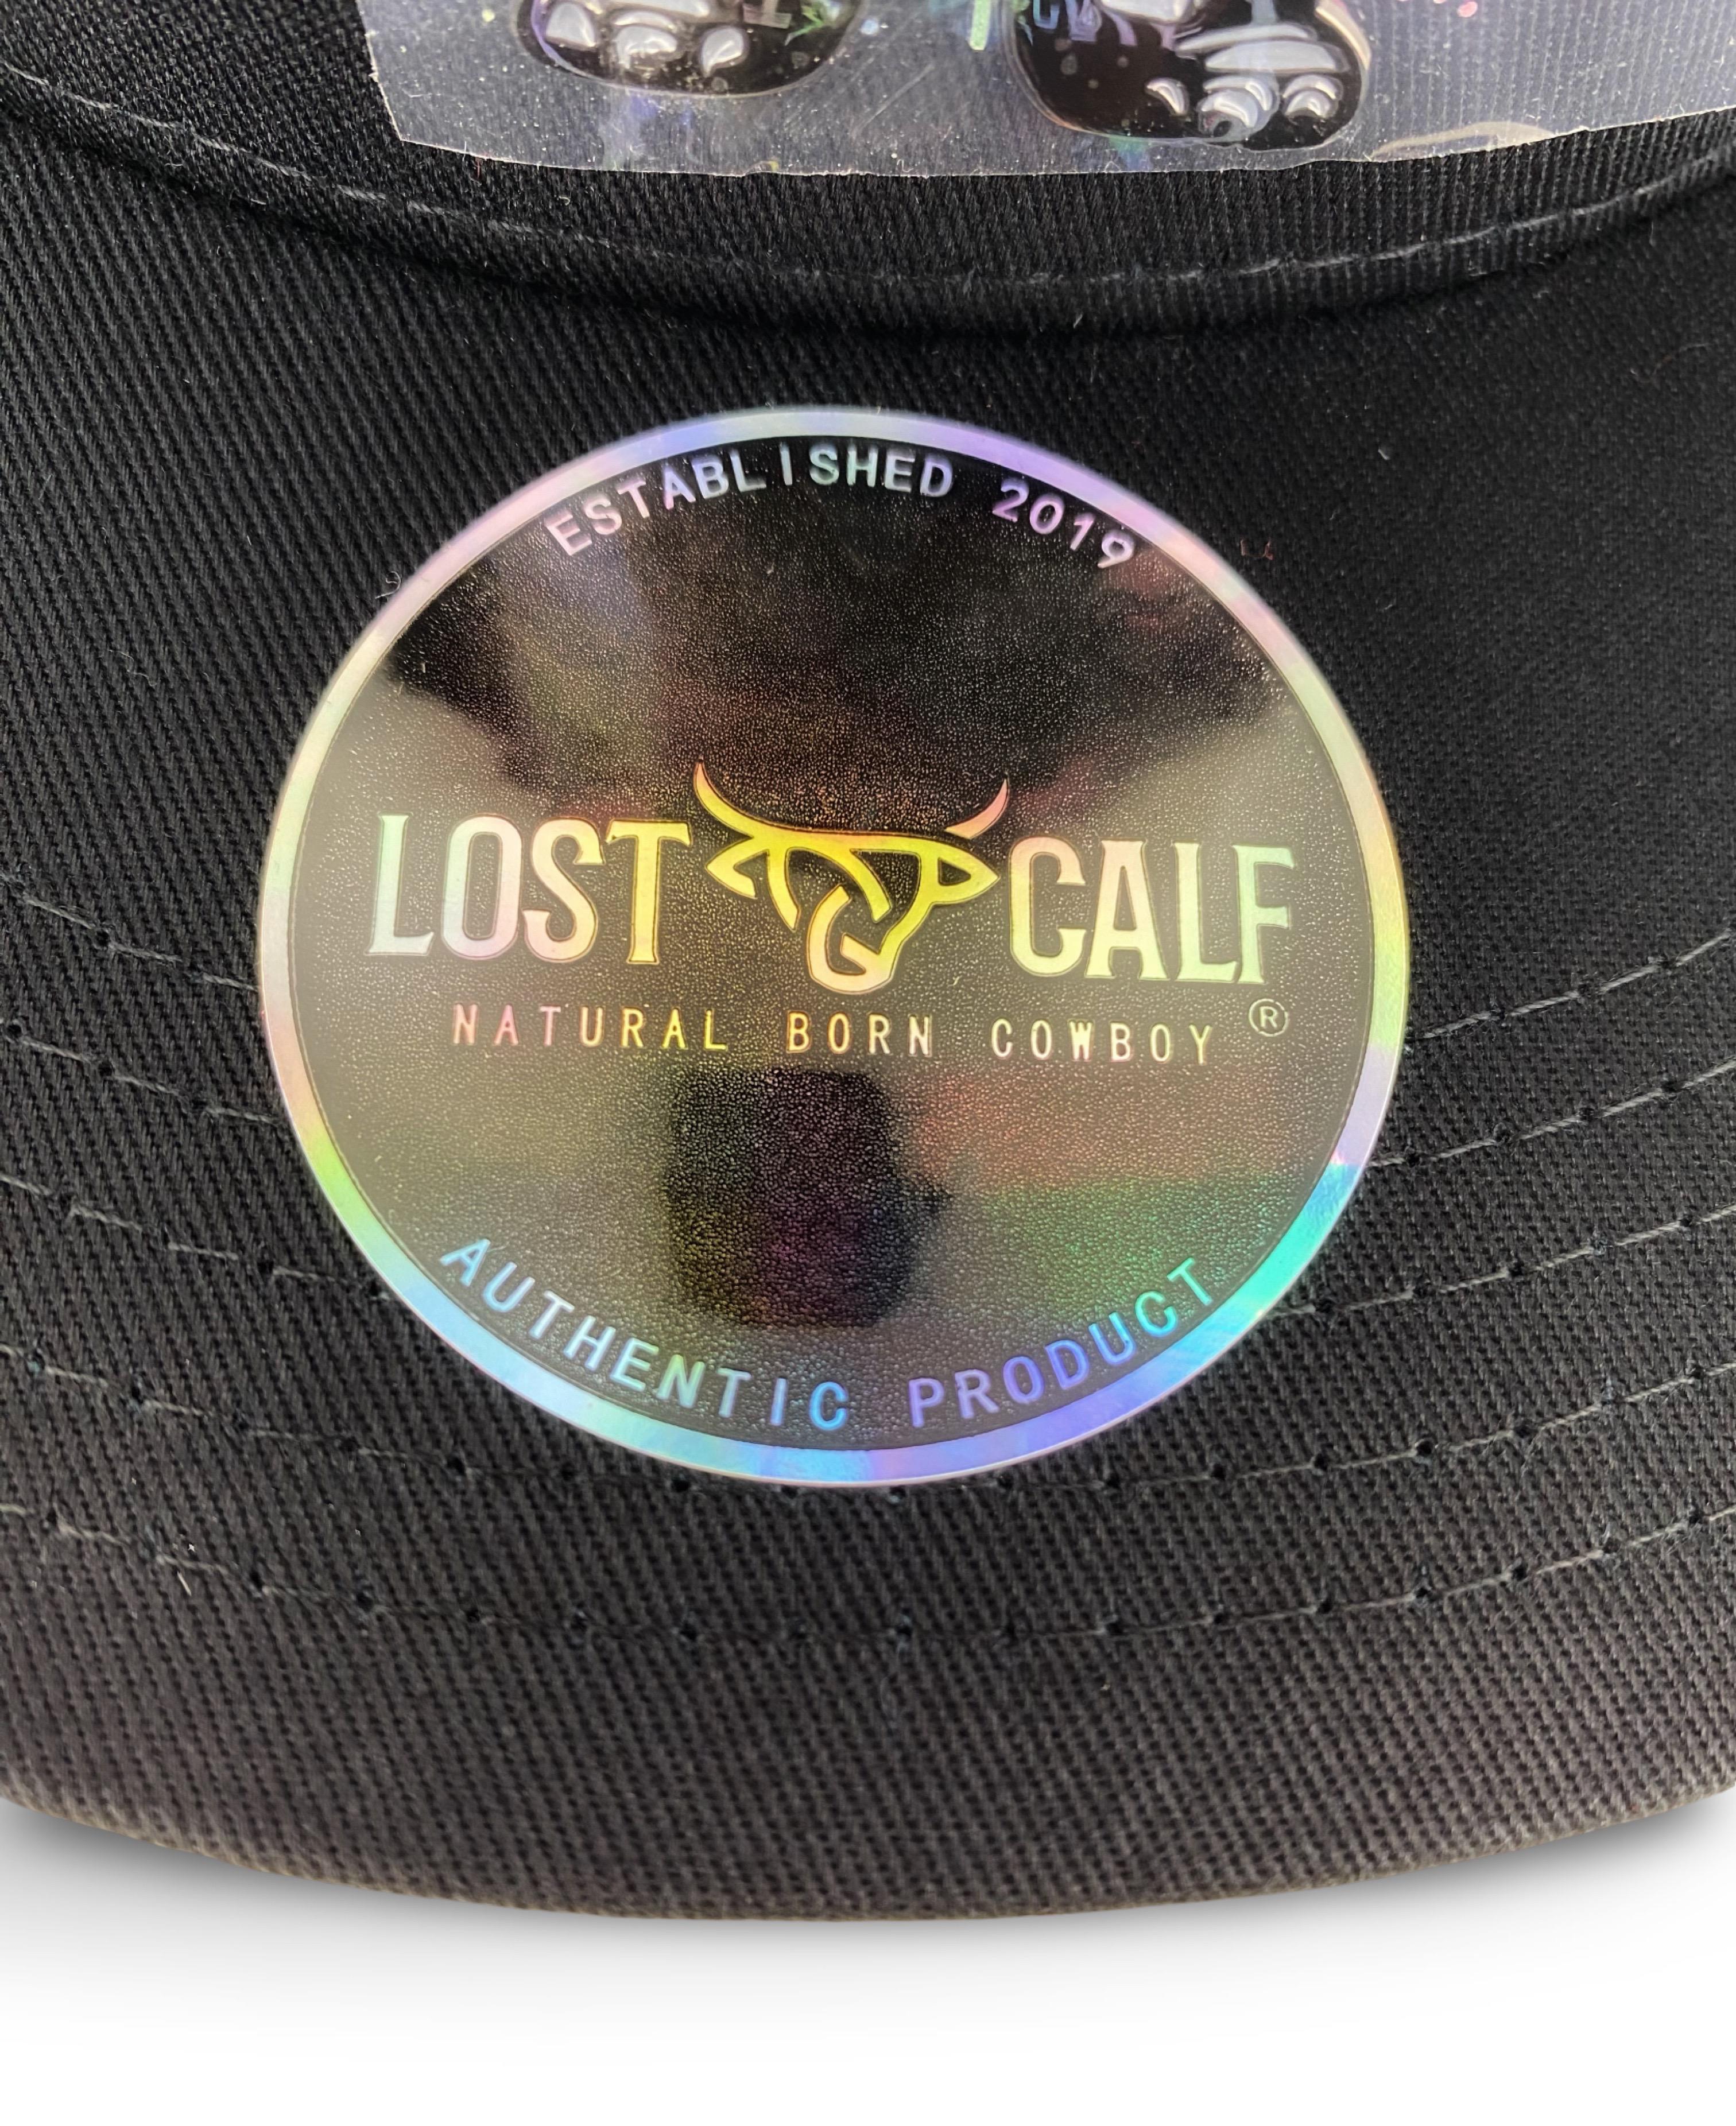 ESTABLISHED 2019
LOST CALF
NATURAL BORN COWBOY ®
AUTHENTIC PRODUCT